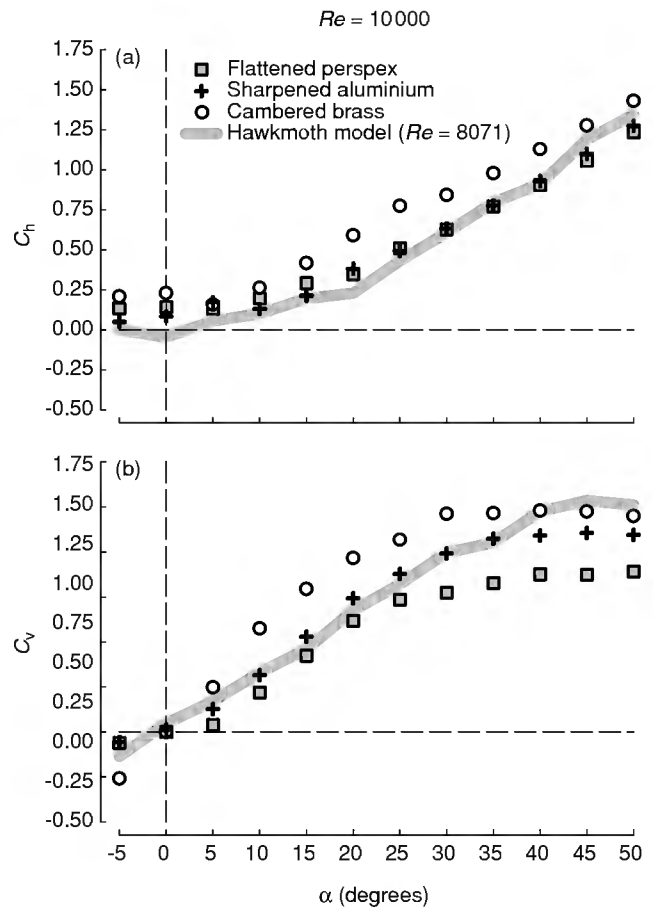 Re = 10000
(a)
Flattened perspex
Sharpened aluminium
Cambered brass
Hawkmoth model (Re = 8071)
1.75
1.50
1.25
1.00
0.75
0.50
0.25
0.00
-0.25
-0.50
Ch
(b)
1.75
1.50
1.25
1.00
0.75
0.50
0.25
0.00
-0.25
-0.50
Cv
-5 0 5 10 15 20 25 30 35 40 45 50
α (degrees)